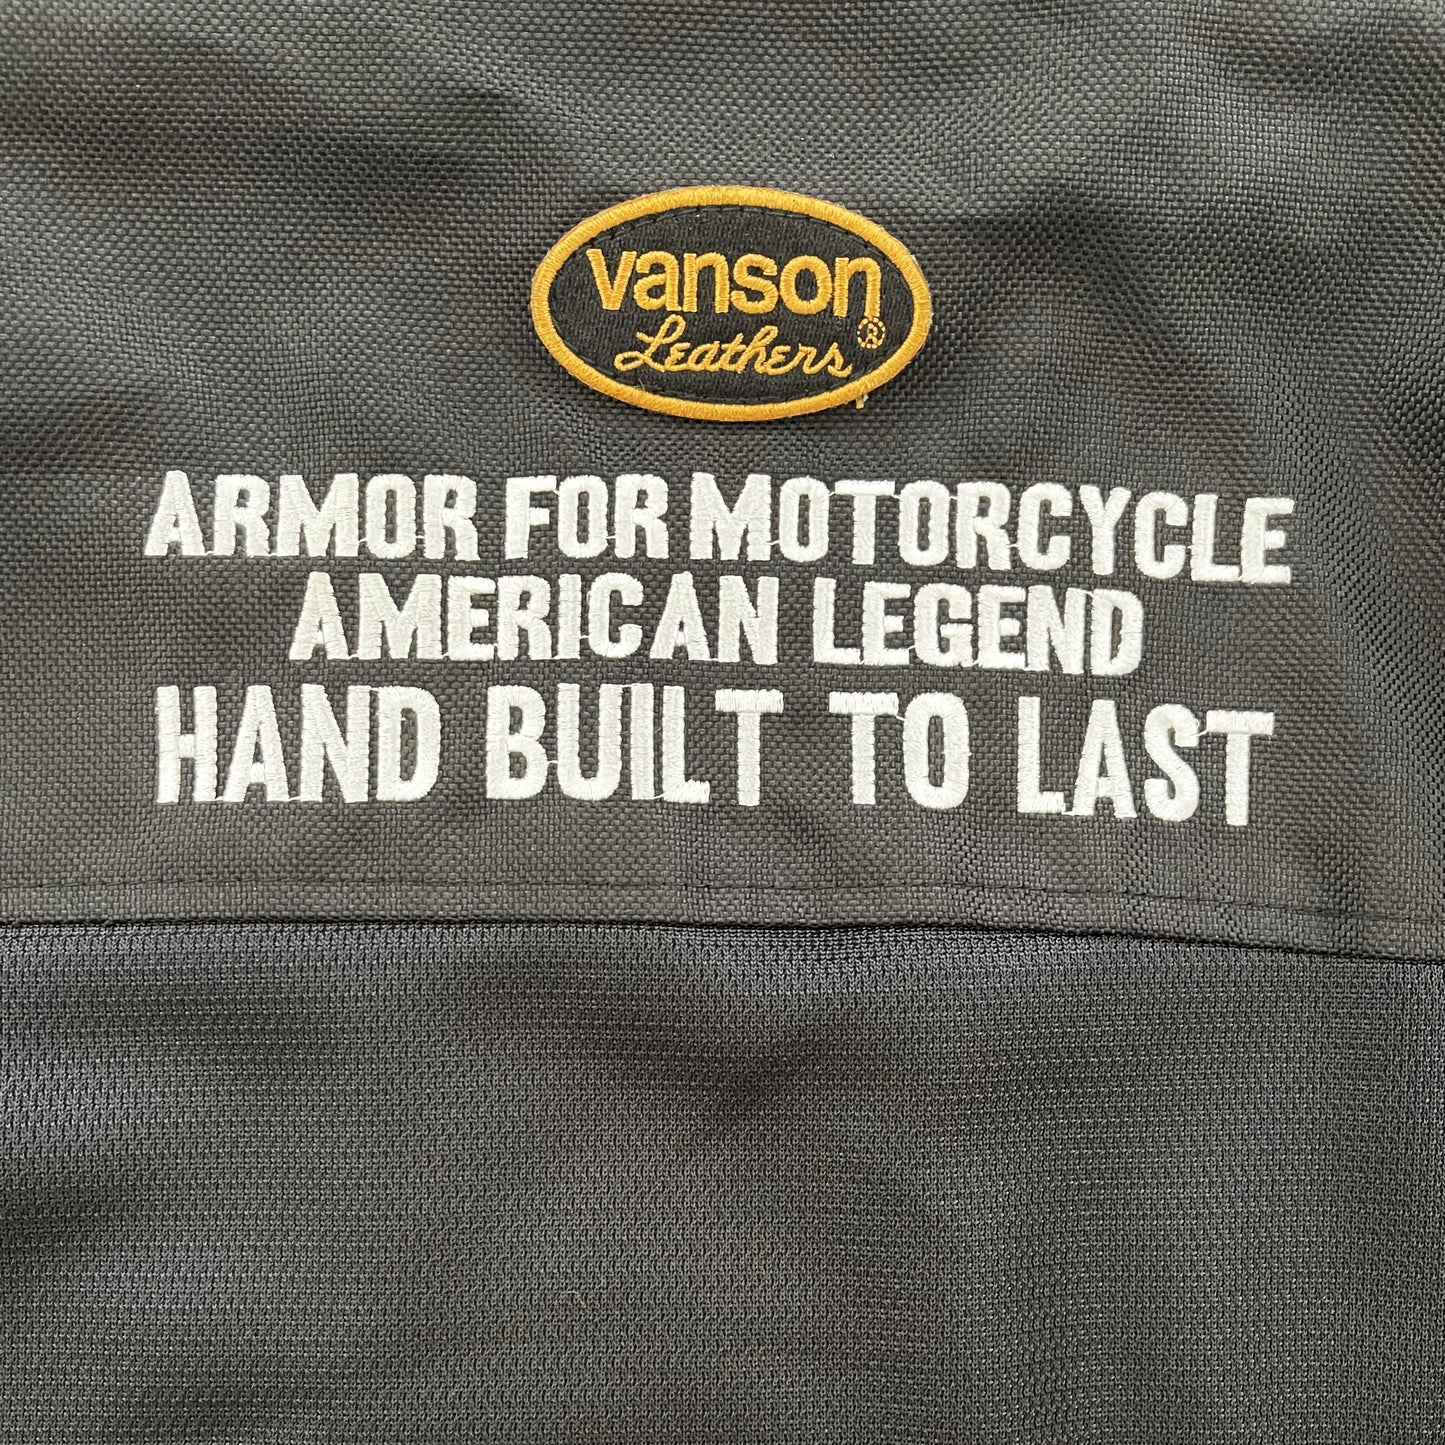 vanson
Leathers ®
ARMOR FOR MOTORCYCLE
AMERICAN LEGEND
HAND BUILT TO LAST